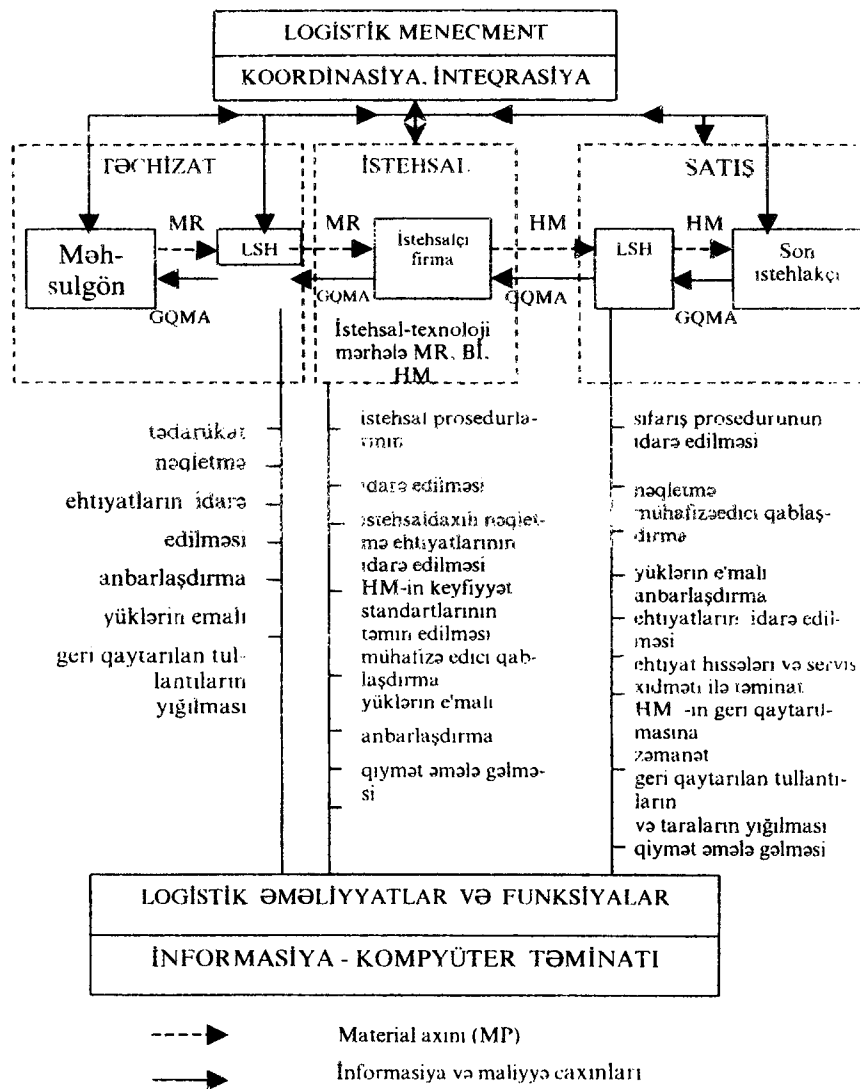 LOGİSTİK MENECMENT
KOORDİNASİYA, İNTEQRASİYA
TƏCHİZAT
İSTEHSAL
SATIŞ
MR
MR
HM
HM
Məh-
sulgön
LSH
İstehsalçı
firma
LSH
Son
istehlakçı
GQMA
GQMA
GQMA
GQMA
İstehsal-texnoloji
mərhələ MR, Bİ,
HM
tədarükat
nəqletmə
ehtiyatların idarə
edilməsi
anbarlaşdırma
yüklərin emalı
geri qaytarılan tul-
lantıların
yığılması
istehsal prosedurla-
rının
idarə edilməsi
istehsaldaxili nəqlet-
mə ehtiyatlarının
idarə edilməsi
HM-in keyfiyyət
standartlarının
təmin edilməsi
mühafizə edici qab-
laşdırma
yüklərin e'malı
anbarlaşdırma
qiymət əmələ gəlmə-
si
sifariş prosedurunun
idarə edilməsi
nəqletmə
mühafizəedici qablaş-
dırma
yüklərin e'malı
anbarlaşdırma
ehtiyatların idarə edil-
məsi
ehtiyat hissələri və servis
xidməti ilə təminat
HM -in geri qaytarıl-
masına
zəmanət
geri qaytarılan tullantı-
ların
və taraların yığılması
qiymət əmələ gəlməsi
LOGİSTİK ƏMƏLİYYATLAR VƏ FUNKSİYALAR
İNFORMASİYA - KOMPYÜTER TƏMİNATI
Material axını (MP)
İnformasiya və maliyyə caxınları